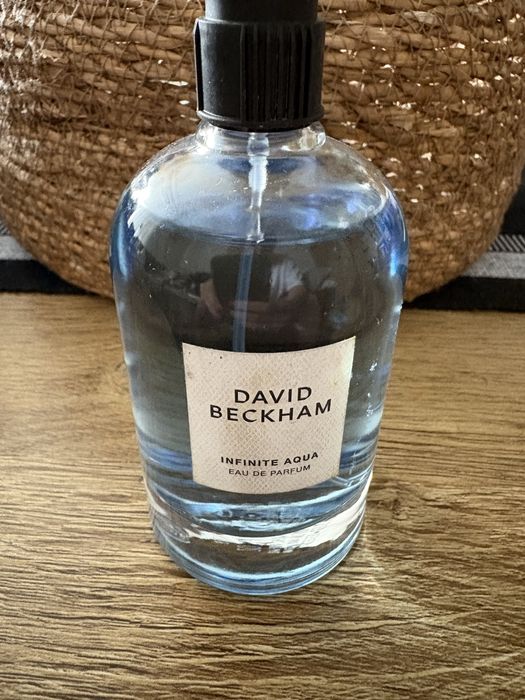 DAVID
BECKHAM
INFINITE AQUA
EAU DE PARFUM